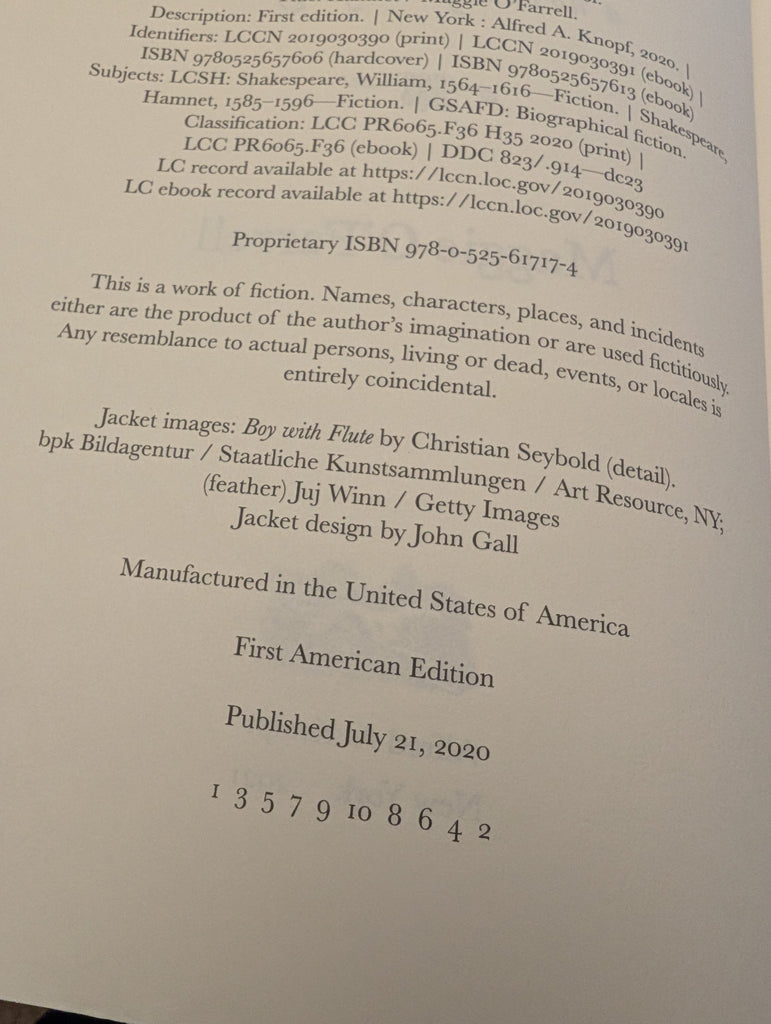 Maggie O'Farrell.
Description: First edition. | New York : Alfred A. Knopf, 2020. |
Identifiers: LCCN 2019030390 (print) | LCCN 2019030391 (ebook) |
ISBN 9780525657606 (hardcover) | ISBN 9780525657613 (ebook)
Subjects: LCSH: Shakespeare, William, 1564–1616—Fiction. | Shakespeare,
Hamnet, 1585–1596—Fiction. | GSAFD: Biographical fiction.
Classification: LCC PR6065.F36 H35 2020 (print) |
LCC PR6065.F36 (ebook) | DDC 823/.914—dc23
LC record available at https://lccn.loc.gov/2019030390
LC ebook record available at https://lccn.loc.gov/2019030391
Proprietary ISBN 978-0-525-61717-4
This is a work of fiction. Names, characters, places, and incidents
either are the product of the author's imagination or are used fictitiously.
Any resemblance to actual persons, living or dead, events, or locales is
entirely coincidental.
Jacket images: Boy with Flute by Christian Seybold (detail).
bpk Bildagentur / Staatliche Kunstsammlungen / Art Resource, NY;
(feather) Juj Winn / Getty Images
Jacket design by John Gall
Manufactured in the United States of America
First American Edition
Published July 21, 2020
1 3 5 7 9 10 8 6 4 2